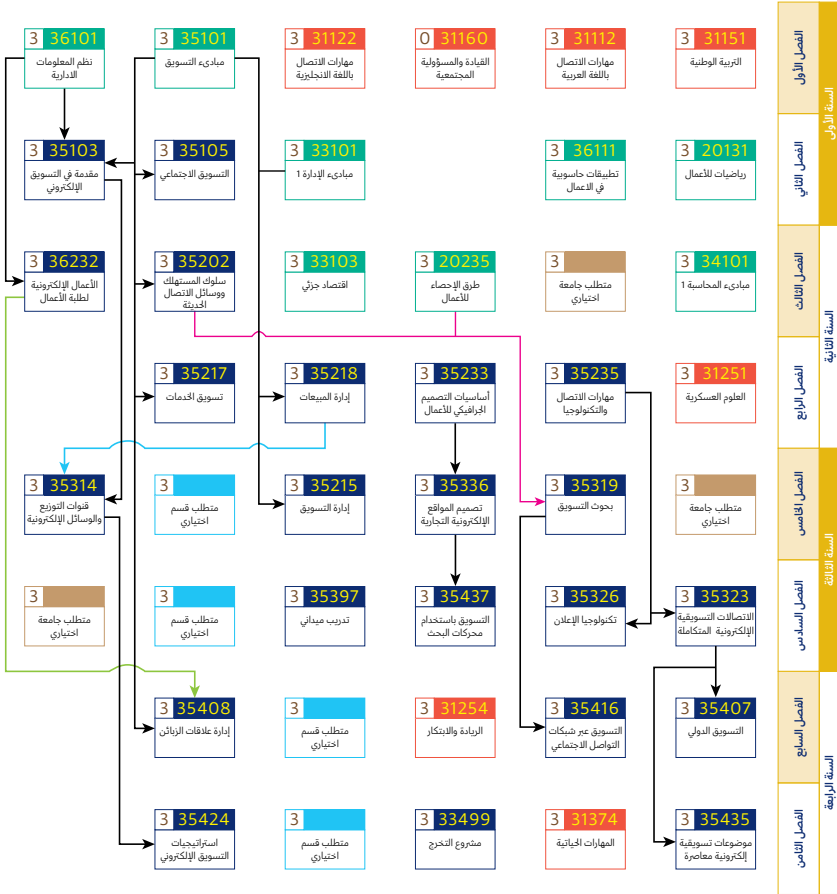 السنة الأولى
الفصل الأول
3 31151
التربية الوطنية
3 31112
مهارات الاتصال
باللغة العربية
0 31160
القيادة والمسؤولية
المجتمعية
3 31122
مهارات الاتصال
باللغة الانجليزية
3 35101
مبادىء التسويق
3 36101
نظم المعلومات
الادارية
الفصل الثاني
3 20131
رياضيات للأعمال
3 36111
تطبيقات حاسوبية
في الاعمال
3 33101
مبادىء الإدارة 1
3 35105
التسويق الاجتماعي
3 35103
مقدمة في التسويق
الإلكتروني
السنة الثانية
الفصل الثالث
3 34101
مبادىء المحاسبة 1
3
متطلب جامعة
اختياري
3 20235
طرق الإحصاء
للأعمال
3 33103
اقتصاد جزئي
3 35202
سلوك المستهلك
ووسائل الاتصال
الحديثة
3 36232
الأعمال الإلكترونية
لطلبة الأعمال
الفصل الرابع
3 31251
العلوم العسكرية
3 35235
مهارات الاتصال
والتكنولوجيا
3 35233
أساسيات التصميم
الجرافيكي للأعمال
3 35218
إدارة المبيعات
3 35217
تسويق الخدمات
السنة الثالثة
الفصل الخامس
3
متطلب جامعة
اختياري
3 35319
بحوث التسويق
3 35336
تصميم المواقع
الإلكترونية التجارية
3 35215
إدارة التسويق
3
متطلب قسم
اختياري
3 35314
قنوات التوزيع
والوسائل الإلكترونية
الفصل السادس
3 35323
الاتصالات التسويقية
الإلكترونية المتكاملة
3 35326
تكنولوجيا الإعلان
3 35437
التسويق باستخدام
محركات البحث
3 35397
تدريب ميداني
3
متطلب قسم
اختياري
3
متطلب جامعة
اختياري
السنة الرابعة
الفصل السابع
3 35407
التسويق الدولي
3 35416
التسويق عبر شبكات
التواصل الاجتماعي
3 31254
الريادة والابتكار
3
متطلب قسم
اختياري
3 35408
إدارة علاقات الزبائن
الفصل الثامن
3 35435
موضوعات تسويقية
إلكترونية معاصرة
3 31374
المهارات الحياتية
3 33499
مشروع التخرج
3
متطلب قسم
اختياري
3 35424
استراتيجيات
التسويق الإلكتروني